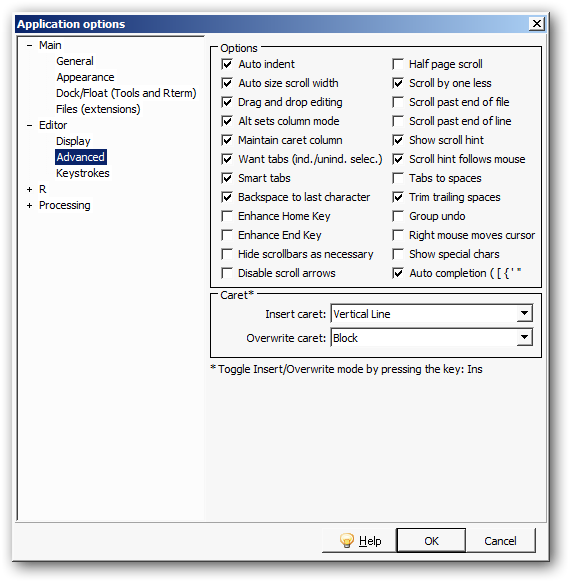 Application options
Main
General
Appearance
Dock/Float (Tools and Rterm)
Files (extensions)
Editor
Display
Advanced
Keystrokes
R
Processing
Options
Auto indent
Auto size scroll width
Drag and drop editing
Alt sets column mode
Maintain caret column
Want tabs (ind./unind. selec.)
Smart tabs
Backspace to last character
Enhance Home Key
Enhance End Key
Hide scrollbars as necessary
Disable scroll arrows
Half page scroll
Scroll by one less
Scroll past end of file
Scroll past end of line
Show scroll hint
Scroll hint follows mouse
Tabs to spaces
Trim trailing spaces
Group undo
Right mouse moves cursor
Show special chars
Auto completion ( [ { ' "
Caret*
Insert caret: Vertical Line
Overwrite caret: Block
* Toggle Insert/Overwrite mode by pressing the key: Ins
Help OK Cancel